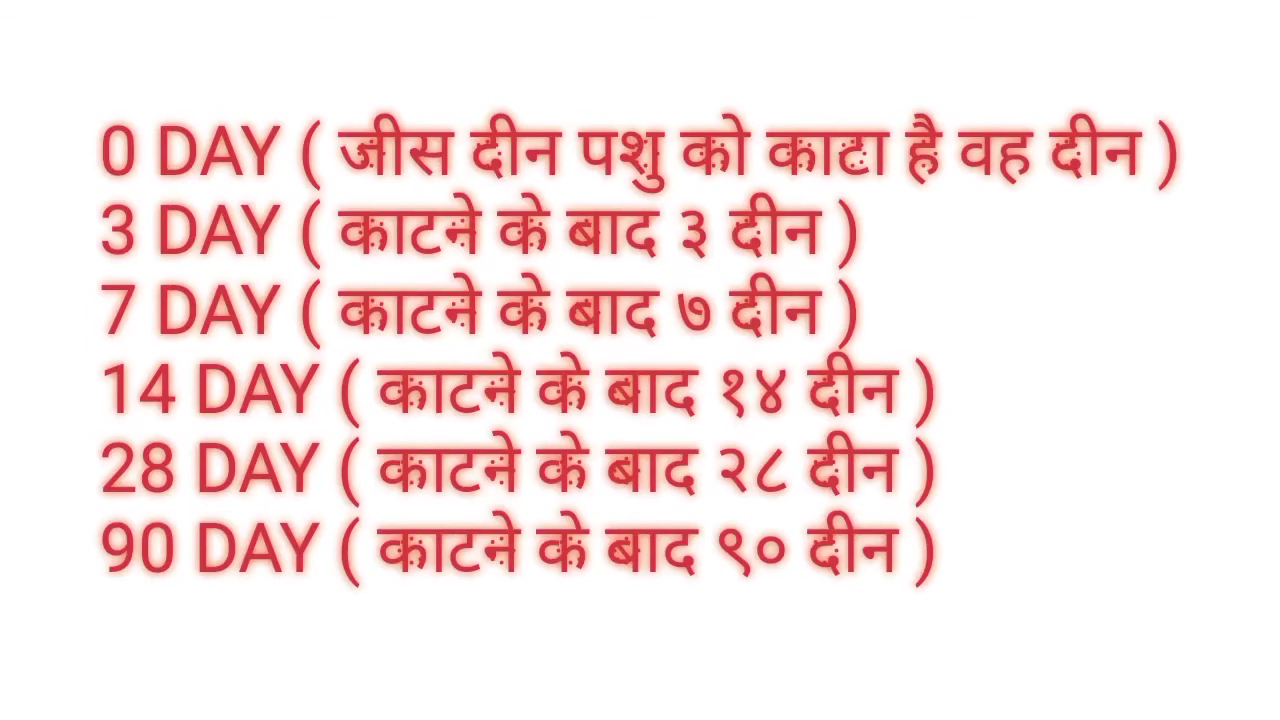 0 DAY ( जीस दीन पशु को काटा है वह दीन )
3 DAY ( काटने के बाद ३ दीन )
7 DAY ( काटने के बाद ७ दीन )
14 DAY ( काटने के बाद १४ दीन )
28 DAY ( काटने के बाद २८ दीन )
90 DAY ( काटने के बाद ९० दीन )